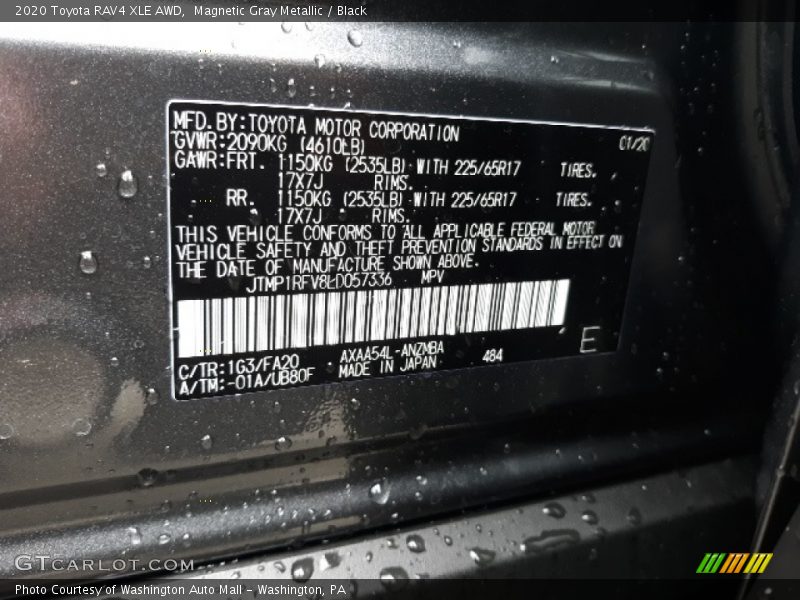 2020 Toyota RAV4 XLE AWD, Magnetic Gray Metallic / Black
MFD. BY: TOYOTA MOTOR CORPORATION 01/20
GVWR: 2090KG (4610LB)
GAWR: FRT. 1150KG (2535LB) WITH 225/65R17 TIRES.
17X7J RIMS.
RR. 1150KG (2535LB) WITH 225/65R17 TIRES.
17X7J RIMS.
THIS VEHICLE CONFORMS TO ALL APPLICABLE FEDERAL MOTOR
VEHICLE SAFETY AND THEFT PREVENTION STANDARDS IN EFFECT ON
THE DATE OF MANUFACTURE SHOWN ABOVE.
JTMP1RFV8LD057336 MPV
E
C/TR: 1G3/FA20 AXAA54L-ANZMBA 484
A/TM: -01A/UB80F MADE IN JAPAN
GTCARLOT.COM
Photo Courtesy of Washington Auto Mall - Washington, PA